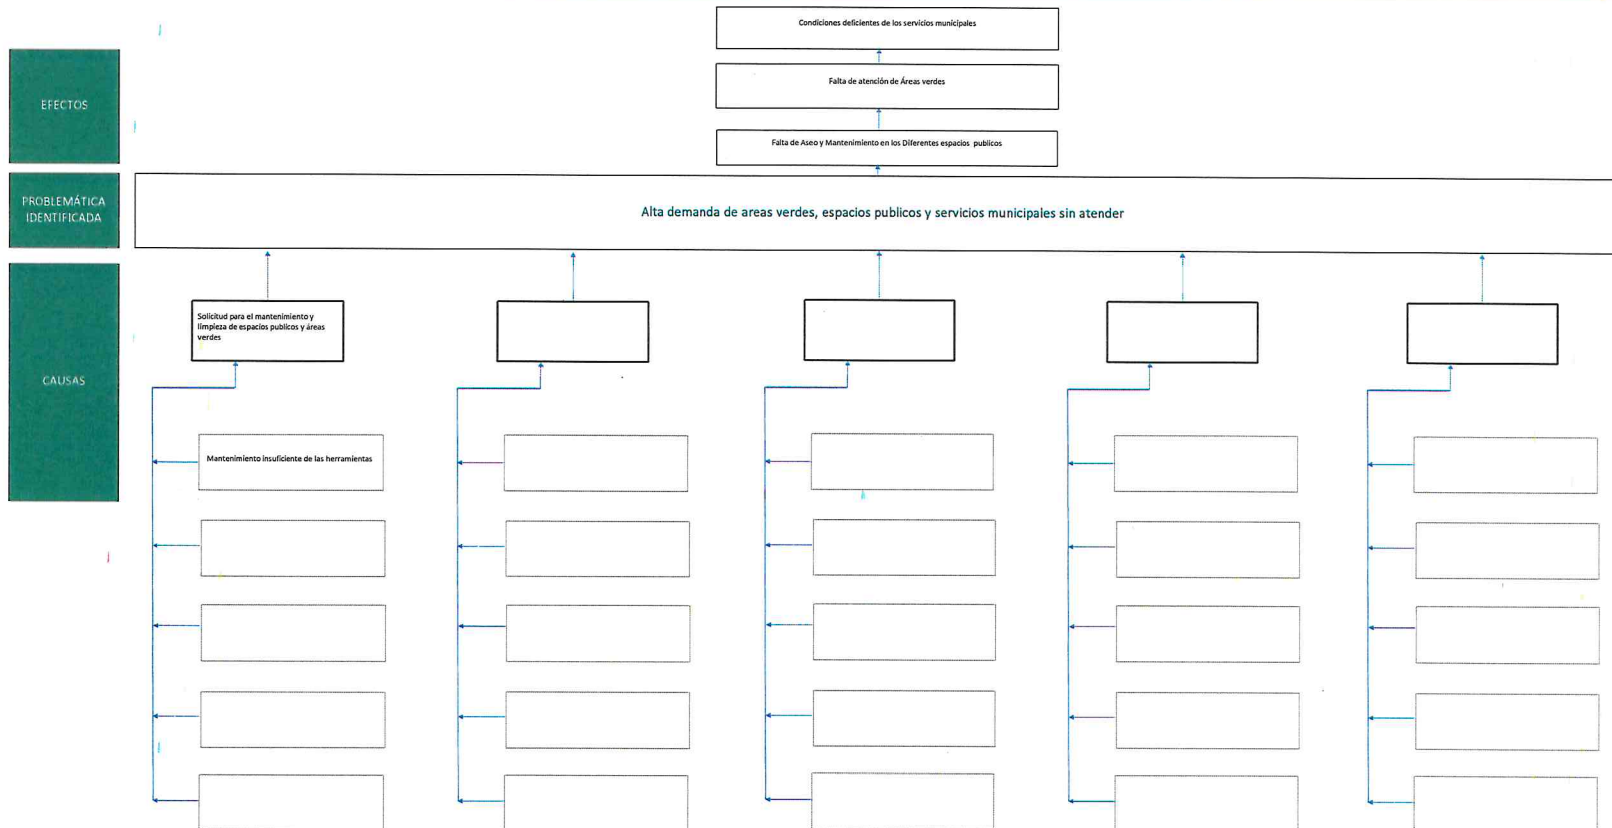 Condiciones deficientes de los servicios municipales
EFECTOS
Falta de atención de Áreas verdes
Falta de Aseo y Mantenimiento en los Diferentes espacios publicos
PROBLEMÁTICA
IDENTIFICADA
Alta demanda de areas verdes, espacios publicos y servicios municipales sin atender
CAUSAS
Solicitud para el mantenimiento y
limpieza de espacios publicos y áreas
verdes
Mantenimiento insuficiente de las herramientas